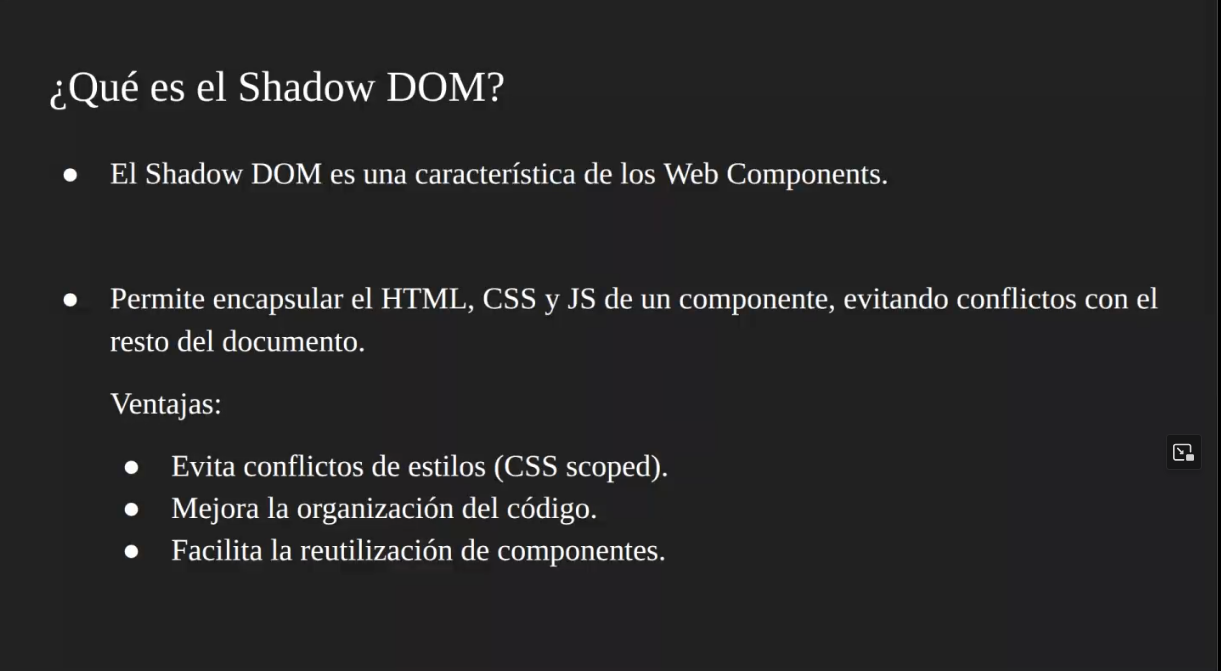 ¿Qué es el Shadow DOM?
● El Shadow DOM es una característica de los Web Components.
● Permite encapsular el HTML, CSS y JS de un componente, evitando conflictos con el
resto del documento.
Ventajas:
● Evita conflictos de estilos (CSS scoped).
● Mejora la organización del código.
● Facilita la reutilización de componentes.